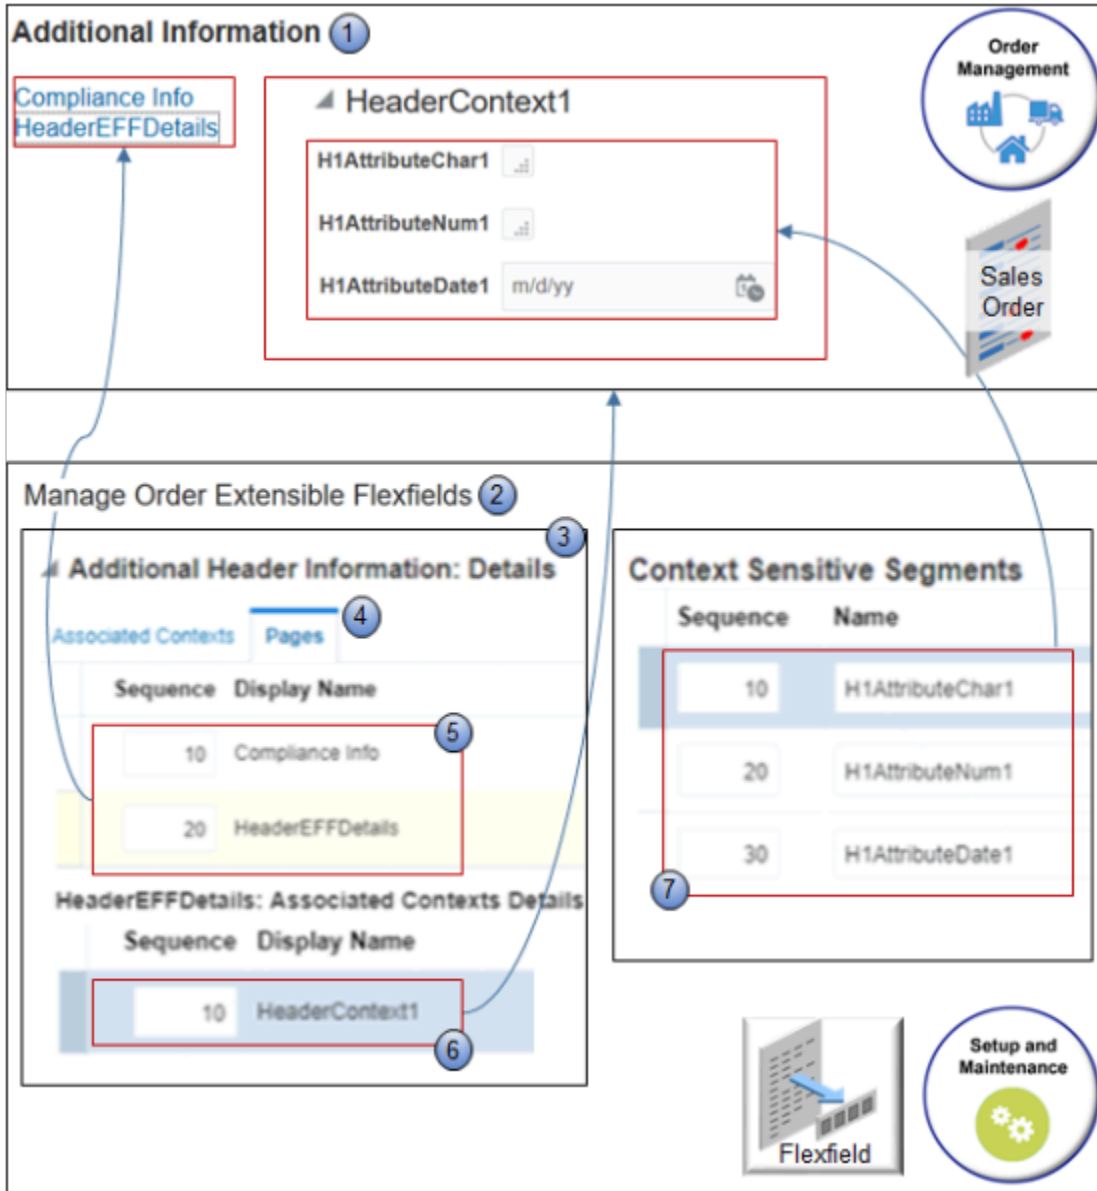 Additional Information 1
Order
Management
Compliance Info
HeaderEFFDetails
HeaderContext1
H1AttributeChar1
H1AttributeNum1
H1AttributeDate1 m/d/yy
Sales
Order
Manage Order Extensible Flexfields 2
3
Additional Header Information: Details
4
Associated Contexts Pages
Sequence Display Name
5
10 Compliance Info
20 HeaderEFFDetails
HeaderEFFDetails: Associated Contexts Details
Sequence Display Name
10 HeaderContext1
6
Context Sensitive Segments
Sequence Name
10 H1AttributeChar1
20 H1AttributeNum1
30 H1AttributeDate1
7
Flexfield
Setup and
Maintenance